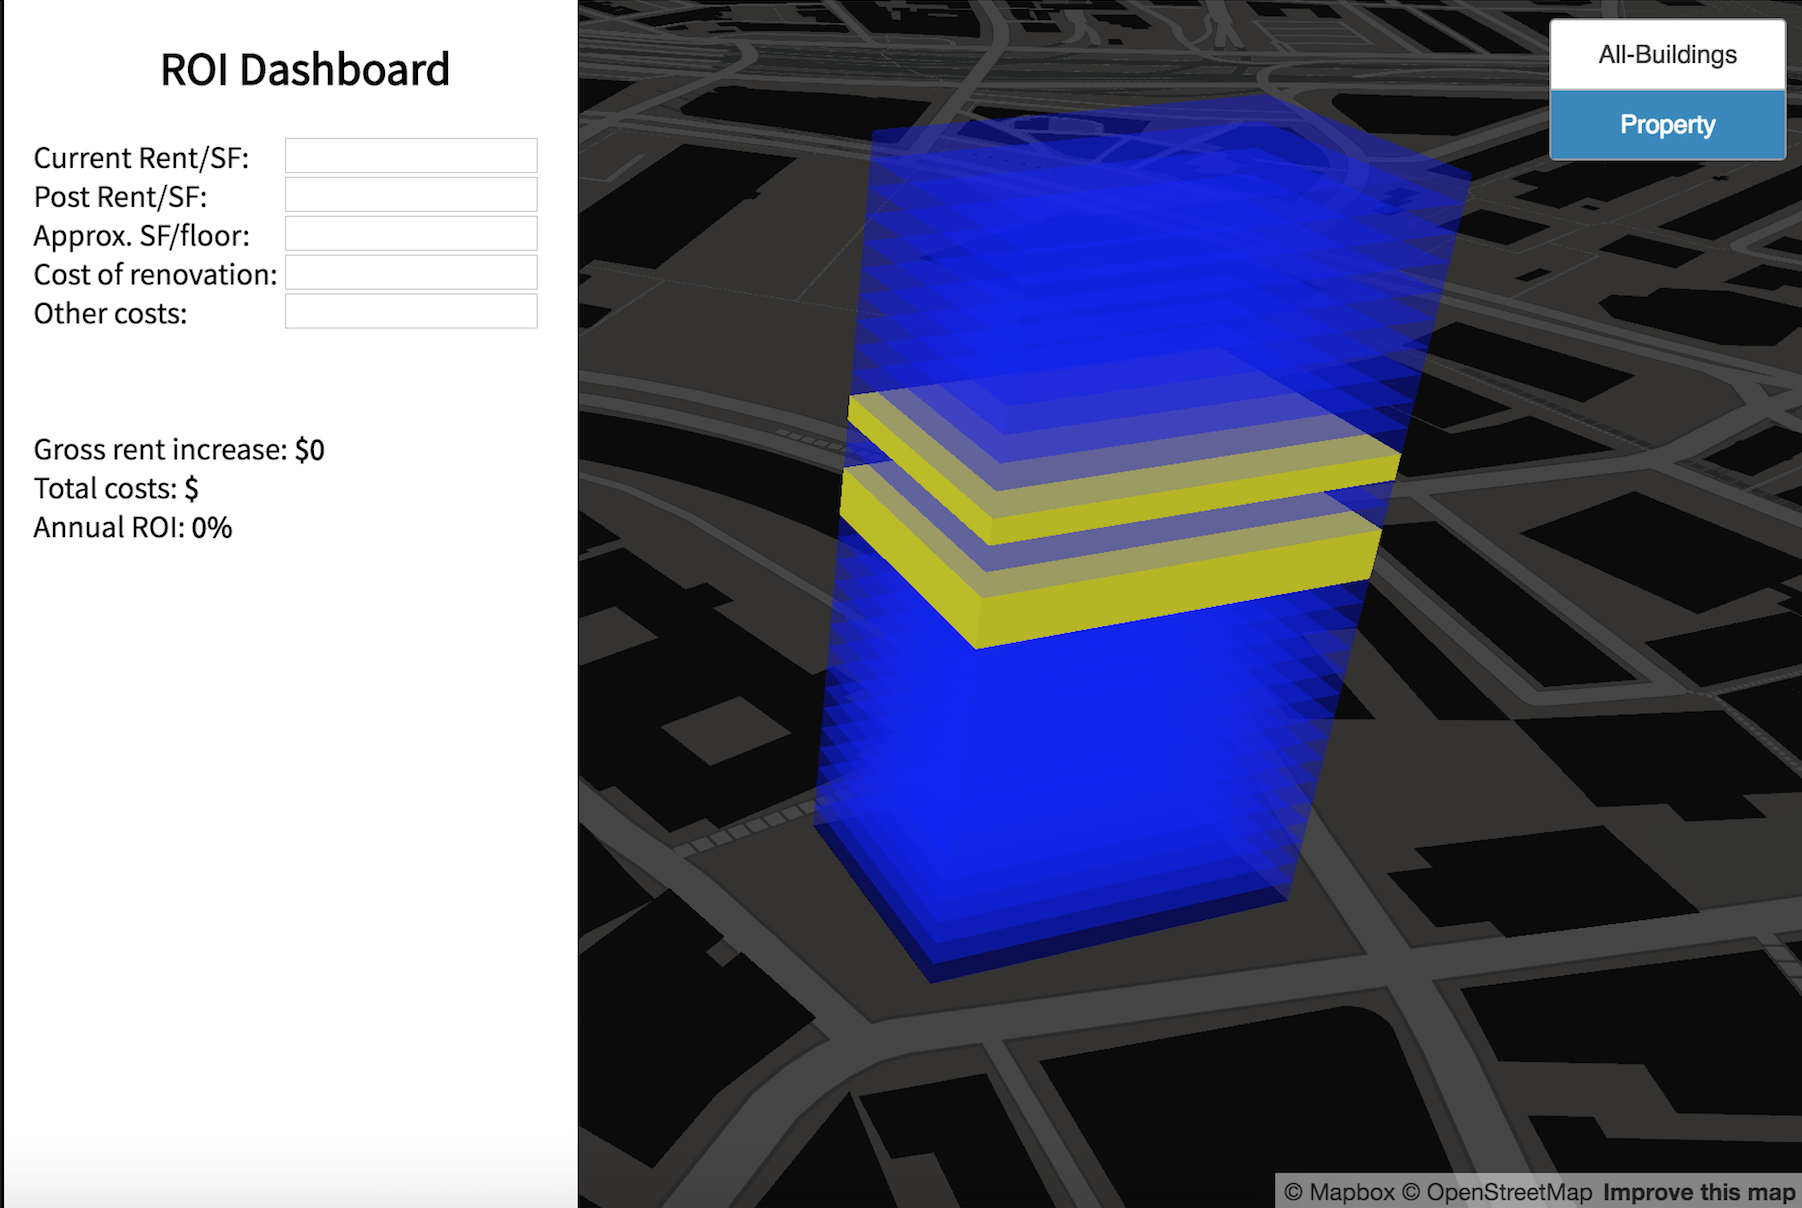 ROI Dashboard
Current Rent/SF:
Post Rent/SF:
Approx. SF/floor:
Cost of renovation:
Other costs:
Gross rent increase: $0
Total costs: $
Annual ROI: 0%
All-Buildings
Property
© Mapbox © OpenStreetMap Improve this map